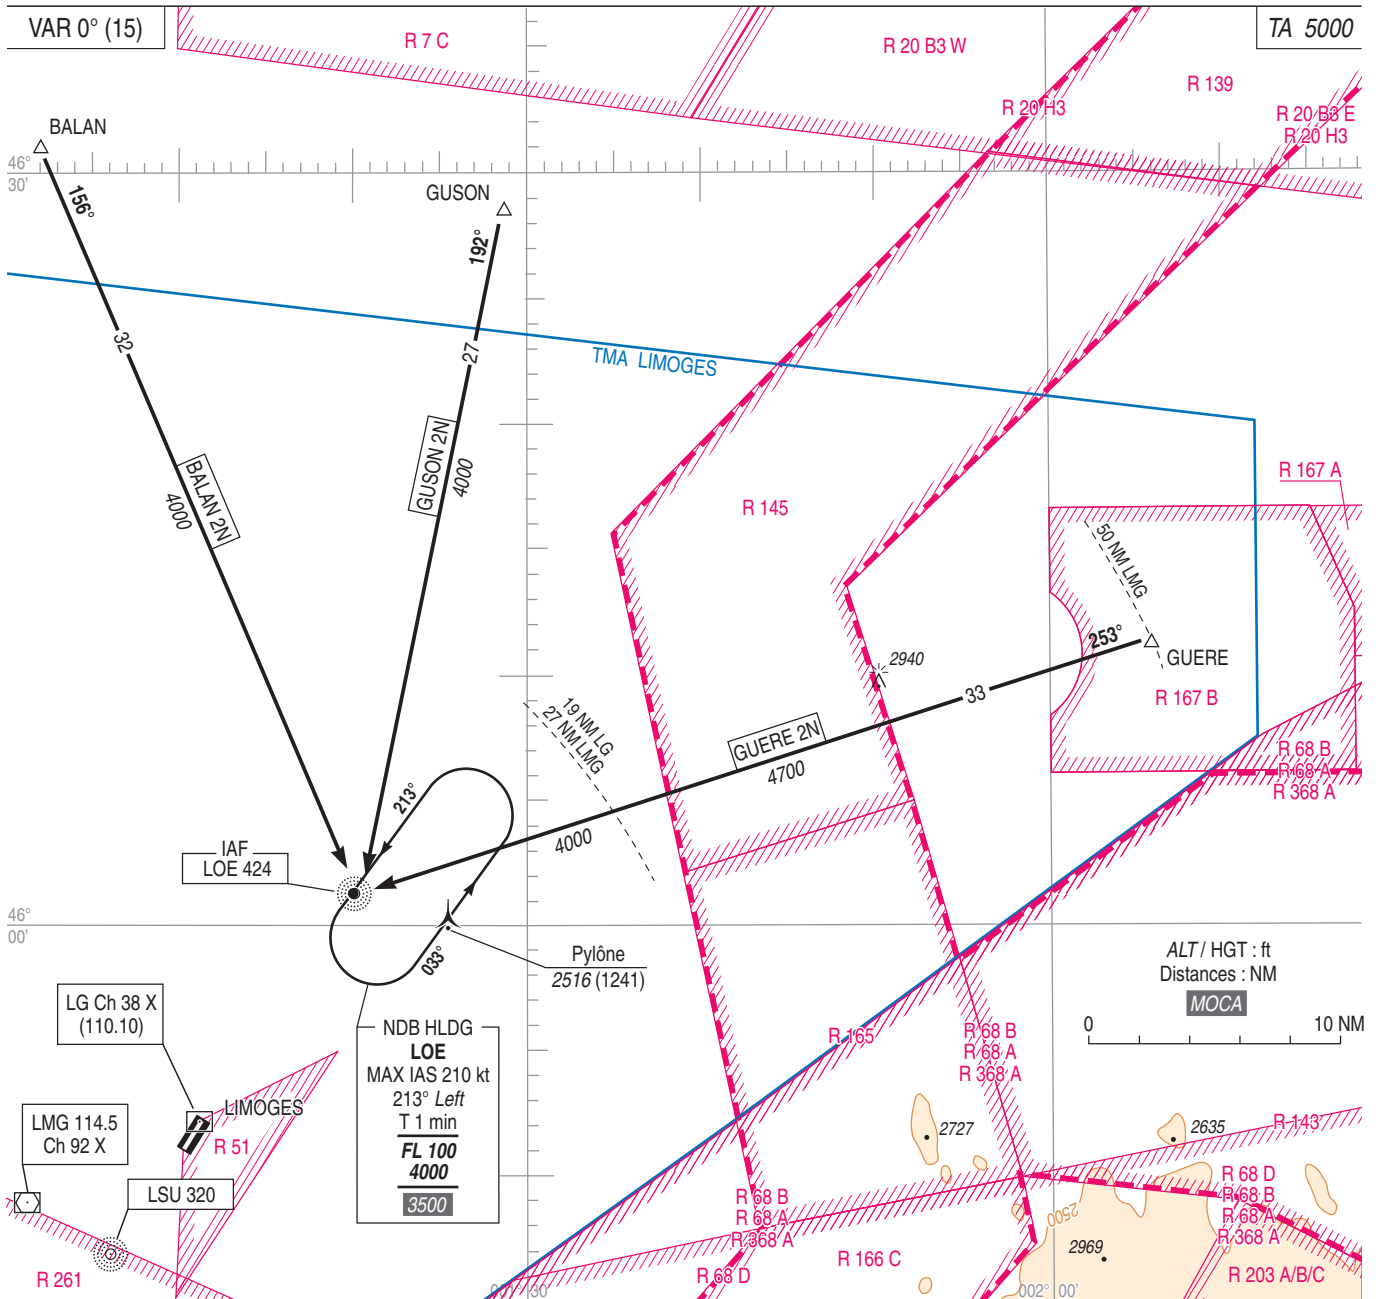 VAR 0° (15)
R 7 C
R 20 B3 W
TA 5000
R 139
R 20 H3
R 20 B3 E
R 20 H3
BALAN
46°
30'
156°
GUSON
192°
32
27
TMA LIMOGES
BALAN 2N
4000
GUSON 2N
4000
R 145
R 167 A
50 NM LMG
253°
GUERE
2940
R 167 B
33
19 NM LG
27 NM LMG
GUERE 2N
4700
R 68 B
R 68 A
R 368 A
213°
4000
IAF
LOE 424
46°
00'
033°
Pylône
2516 (1241)
ALT / HGT : ft
Distances : NM
MOCA
0 10 NM
LG Ch 38 X
(110.10)
NDB HLDG
LOE
MAX IAS 210 kt
213° Left
T 1 min
FL 100
4000
3500
R 165
R 68 B
R 68 A
R 368 A
LIMOGES
R 51
LMG 114.5
Ch 92 X
LSU 320
2727
2635
R 143
R 68 D
R 68 B
R 68 A
R 368 A
R 68 B
R 68 A
R 368 A
2500
2969
R 166 C
R 68 D
R 203 A/B/C
R 261
001° 30'
002° 00'